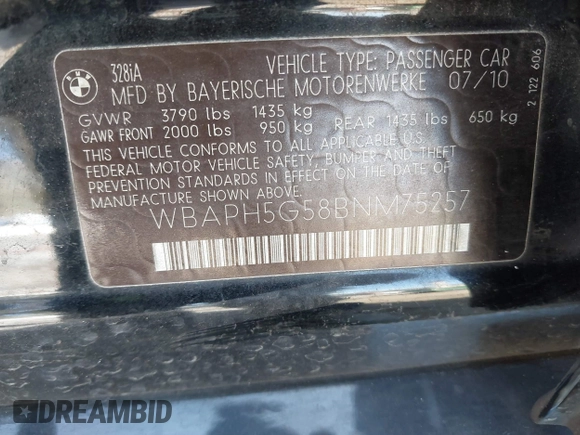 BMW
328iA
VEHICLE TYPE: PASSENGER CAR
MFD BY BAYERISCHE MOTORENWERKE 07/10
GVWR 3790 lbs 1435 kg
GAWR FRONT 2000 lbs 950 kg REAR 1435 lbs 650 kg
THIS VEHICLE CONFORMS TO ALL APPLICABLE U.S.
FEDERAL MOTOR VEHICLE SAFETY, BUMPER AND THEFT
PREVENTION STANDARDS IN EFFECT ON THE DATE OF
MANUFACTURE SHOWN ABOVE.
WBAPH5G58BNM75257
2 122 606
DREAMBID